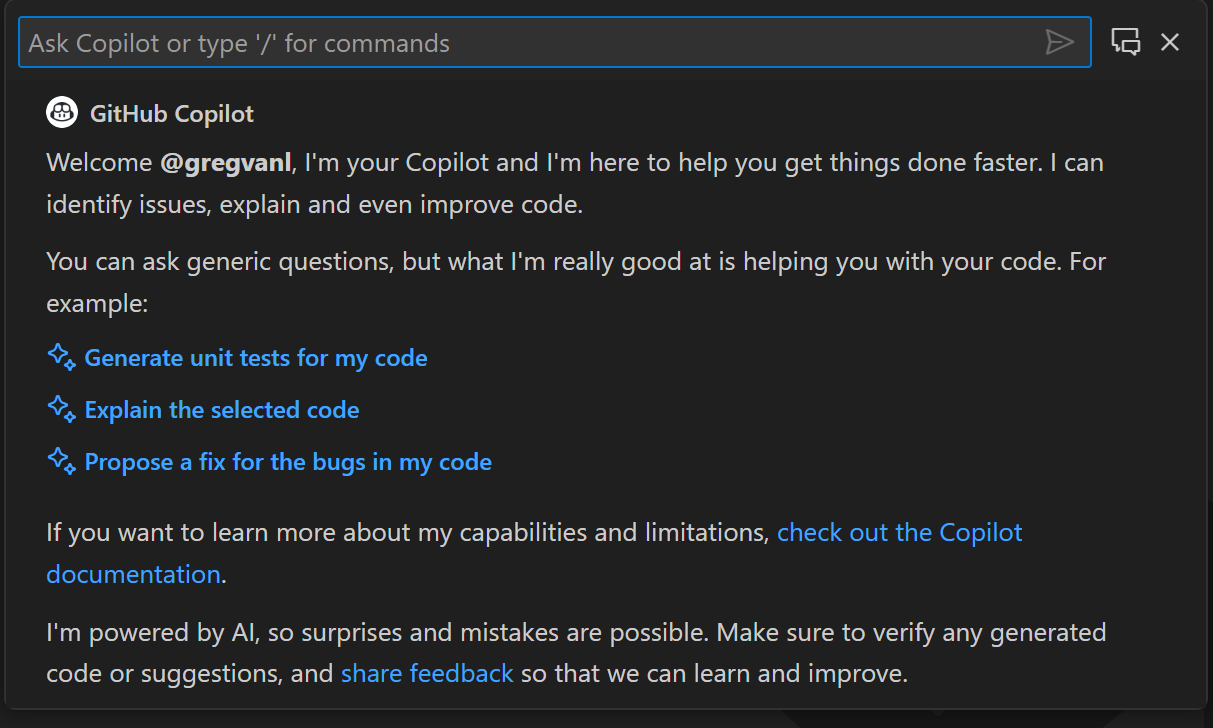 Ask Copilot or type '/' for commands
GitHub Copilot
Welcome @gregvanl, I'm your Copilot and I'm here to help you get things done faster. I can
identify issues, explain and even improve code.
You can ask generic questions, but what I'm really good at is helping you with your code. For
example:
Generate unit tests for my code
Explain the selected code
Propose a fix for the bugs in my code
If you want to learn more about my capabilities and limitations, check out the Copilot
documentation.
I'm powered by AI, so surprises and mistakes are possible. Make sure to verify any generated
code or suggestions, and share feedback so that we can learn and improve.